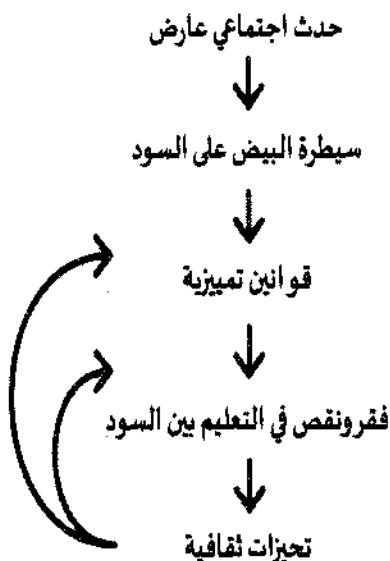 حدث اجتماعي عارض
سيطرة البيض على السود
قوانين تمييزية
فقر ونقص في التعليم بين السود
تحيزات ثقافية